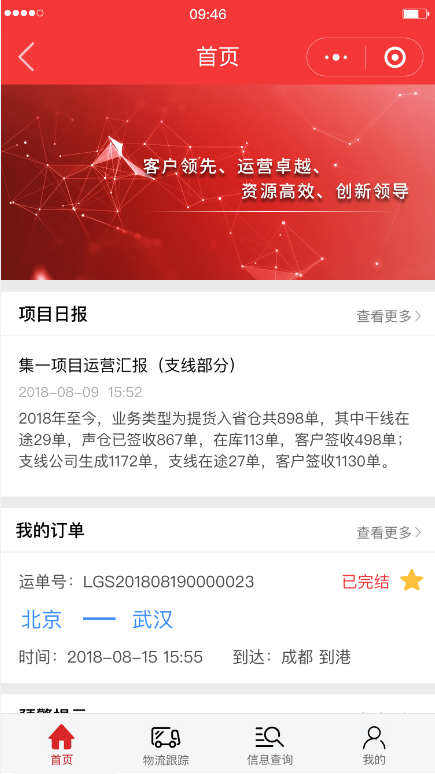 09:46
首页
客户领先、运营卓越、
资源高效、创新领导
项目日报
查看更多
集一项目运营汇报（支线部分）
2018-08-09 15:52
2018年至今，业务类型为提货入省仓共898单，其中干线在
途29单，声仓已签收867单，在库113单，客户签收498单；
支线公司生成1172单，支线在途27单，客户签收1130单。
我的订单
查看更多
运单号：LGS201808190000023
已完结
北京 — 武汉
时间：2018-08-15 15:55 到达：成都 到港
首页
物流跟踪
信息查询
我的